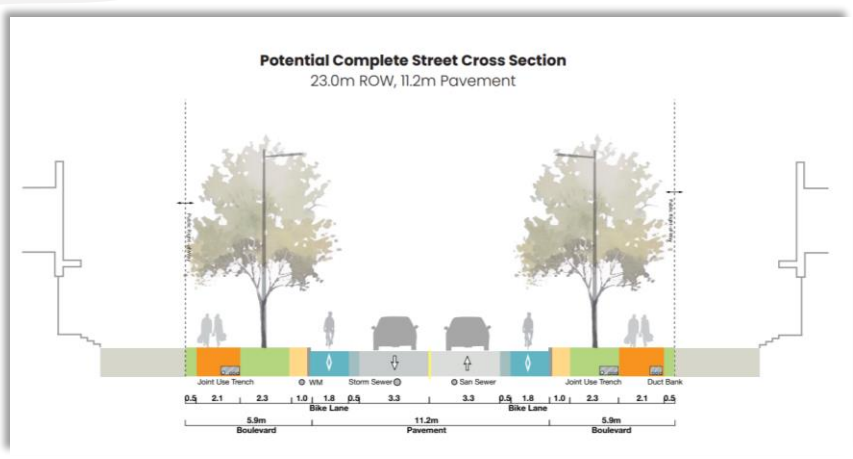 Potential Complete Street Cross Section
23.0m ROW, 11.2m Pavement
Joint Use Trench WM Storm Sewer San Sewer Joint Use Trench Duct Bank
0.5 2.1 2.3 1.0 1.8 0.5 3.3 3.3 0.5 1.8 1.0 2.3 2.1 0.5
Bike Lane Bike Lane
5.9m 11.2m 5.9m
Boulevard Pavement Boulevard